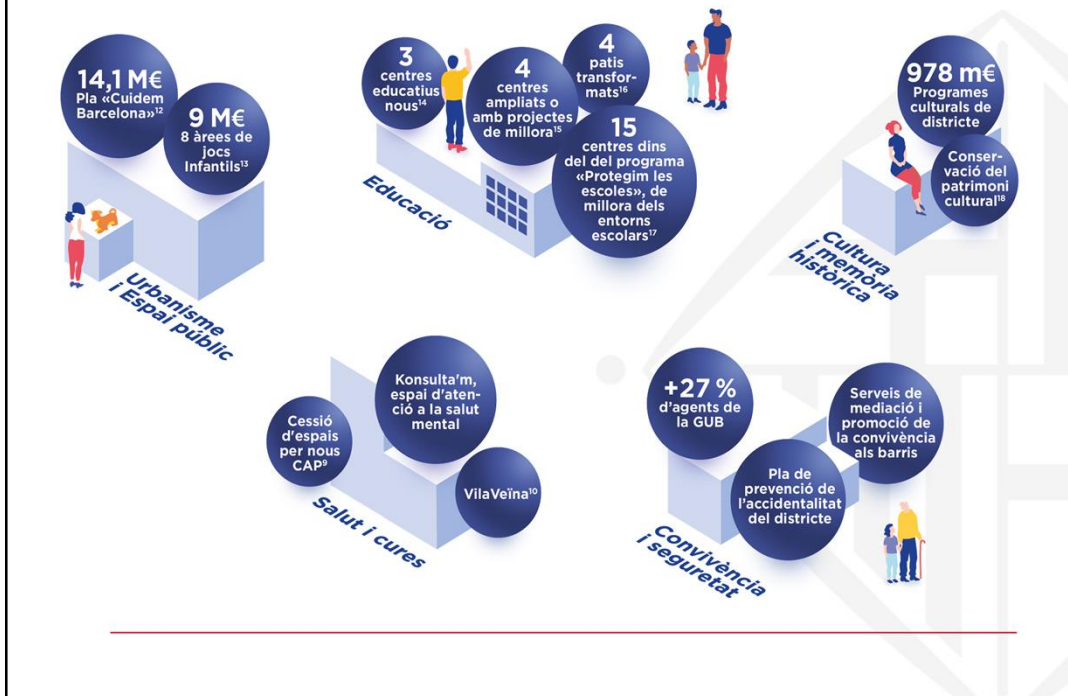 14,1 M€
Pla «Cuidem
Barcelona»¹²
9 M€
8 àrees de
jocs
Infantils¹³
Urbanisme
i Espai públic
3
centres
educatius
nous¹⁴
4
centres
ampliats o
amb projectes
de millora¹⁵
4
patis
transfor-
mats¹⁶
15
centres dins
del del programa
«Protegim les
escoles», de
millora dels
entorns
escolars¹⁷
Educació
978 m€
Programes
culturals de
districte
Conser-
vació del
patrimoni
cultural¹⁸
Cultura
i memòria
històrica
Cessió
d'espais
per nous
CAP⁹
Konsulta'm,
espai d'aten-
ció a la salut
mental
VilaVeïna¹⁰
Salut i cures
+27 %
d'agents de
la GUB
Pla de
prevenció de
l'accidentalitat
del districte
Serveis de
mediació i
promoció de
la convivència
als barris
Convivència
i seguretat